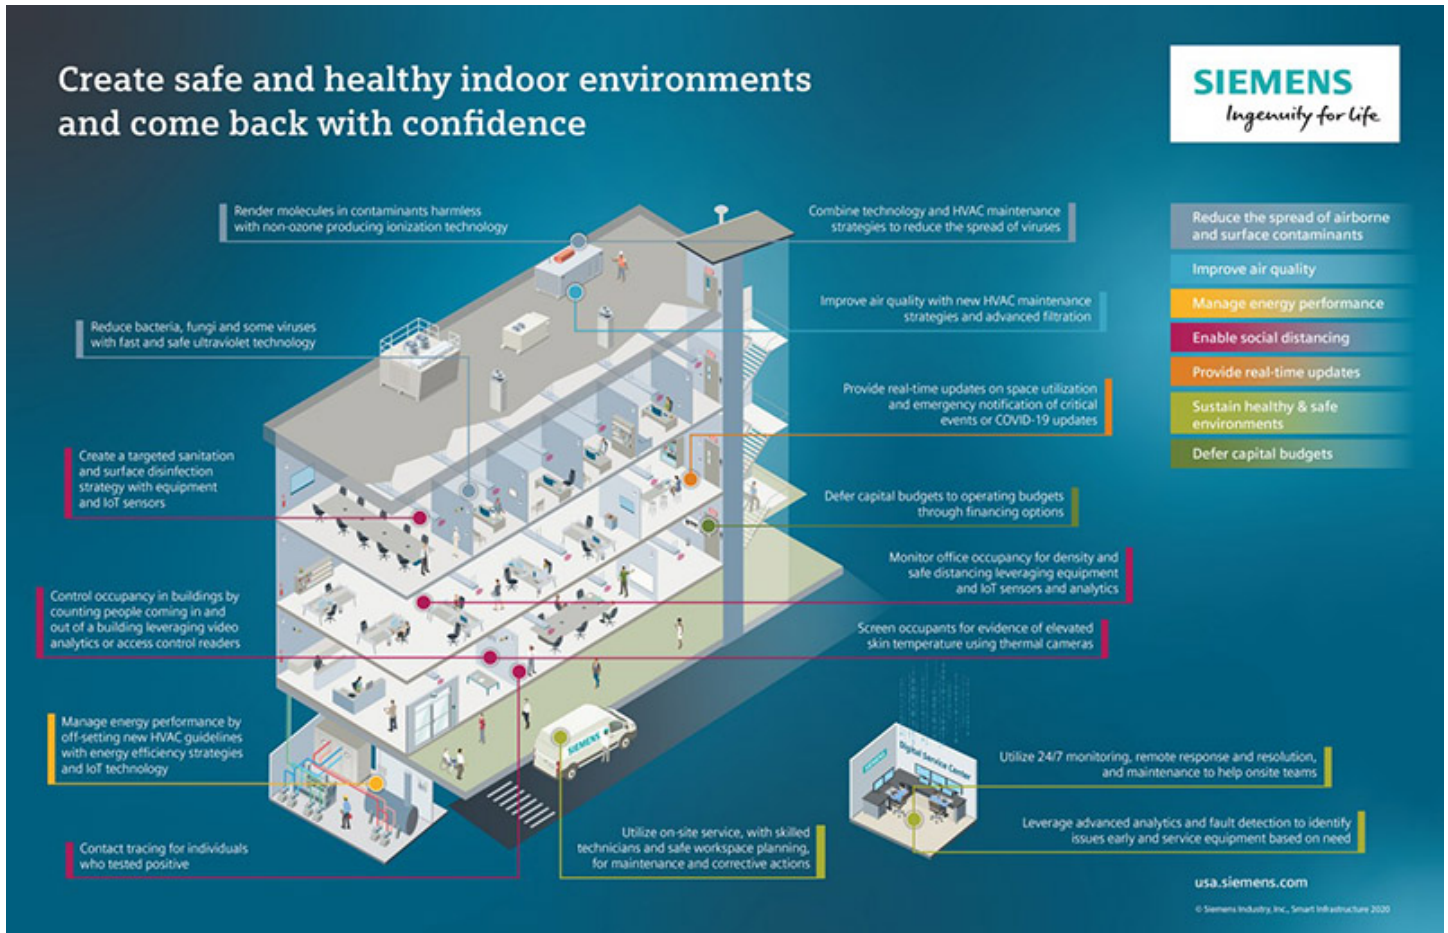 Create safe and healthy indoor environments
and come back with confidence
SIEMENS
Ingenuity for life
Render molecules in contaminants harmless
with non-ozone producing ionization technology
Combine technology and HVAC maintenance
strategies to reduce the spread of viruses
Reduce the spread of airborne
and surface contaminants
Improve air quality
Manage energy performance
Enable social distancing
Provide real-time updates
Sustain healthy & safe
environments
Defer capital budgets
Reduce bacteria, fungi and some viruses
with fast and safe ultraviolet technology
Improve air quality with new HVAC maintenance
strategies and advanced filtration
Provide real-time updates on space utilization
and emergency notification of critical
events or COVID-19 updates
Create a targeted sanitation
and surface disinfection
strategy with equipment
and IoT sensors
Defer capital budgets to operating budgets
through financing options
Monitor office occupancy for density and
safe distancing leveraging equipment
and IoT sensors and analytics
Control occupancy in buildings by
counting people coming in and
out of a building leveraging video
analytics or access control readers
Screen occupants for evidence of elevated
skin temperature using thermal cameras
Manage energy performance by
off-setting new HVAC guidelines
with energy efficiency strategies
and IoT technology
SIEMENS
SIEMENS
Digital Service Center
Utilize 24/7 monitoring, remote response and resolution,
and maintenance to help onsite teams
Contact tracing for individuals
who tested positive
Utilize on-site service, with skilled
technicians and safe workspace planning,
for maintenance and corrective actions
Leverage advanced analytics and fault detection to identify
issues early and service equipment based on need
usa.siemens.com
© Siemens Industry, Inc., Smart Infrastructure 2020